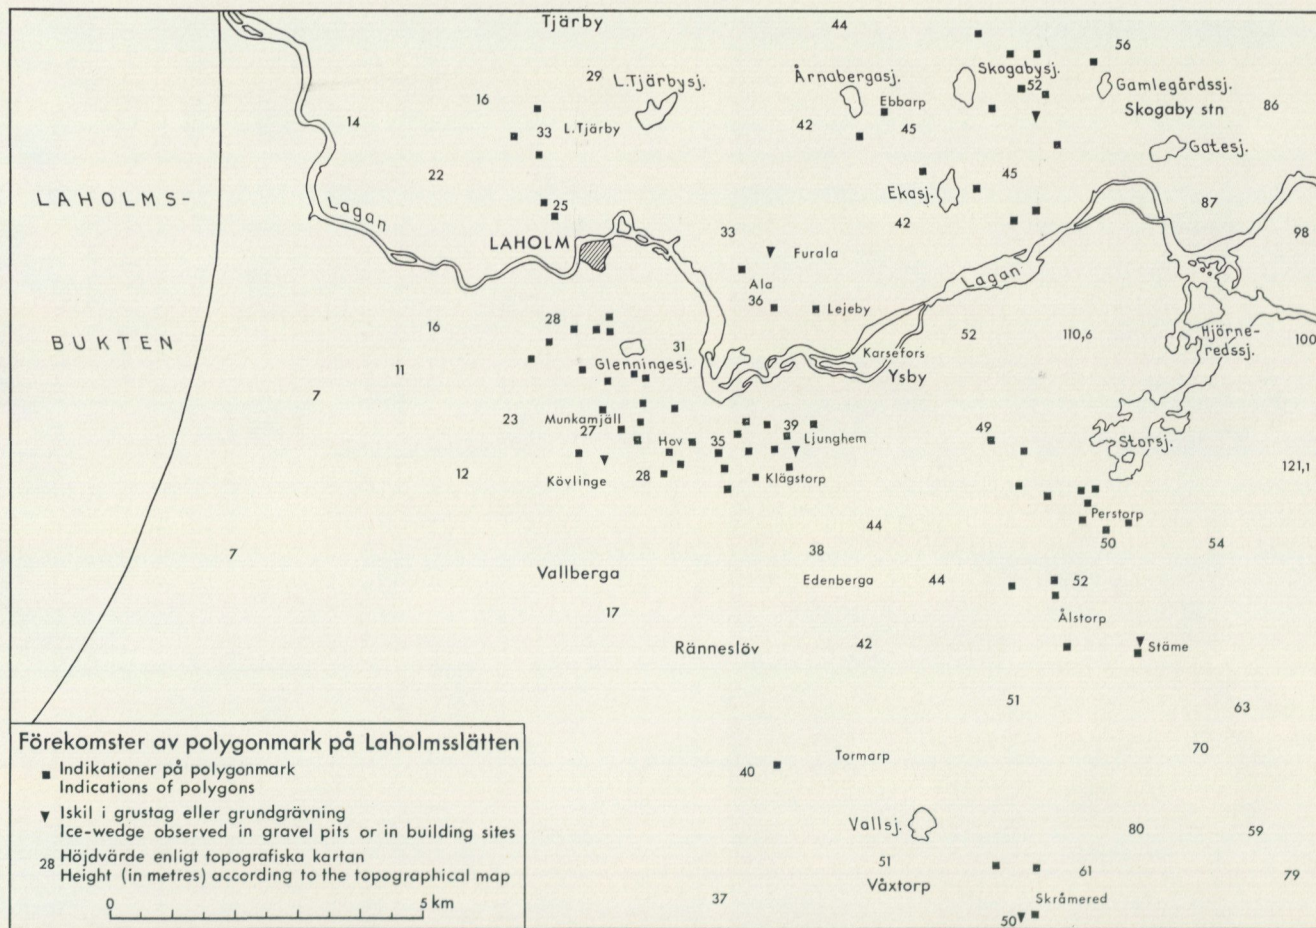 Tjärby
44
56
29
L.Tjärbysj.
Årnabergasj.
Skogabysj.
52
Gamlegårdssj.
16
Ebbarp
Skogaby stn
86
14
33
L.Tjärby
42
45
Gatesj.
22
45
Ekasj.
LAHOLMS-
Lagan
25
87
42
33
98
LAHOLM
Furala
Ala
Lagan
36
Lejeby
28
16
52
110,6
Hjörne-
redssj.
100
BUKTEN
31
Karsefors
Glenningesj.
11
Ysby
7
23
Munkamjäll
27
Hov
35
39
Ljunghem
49
Storsj.
12
Kövlinge
28
Klägstorp
121,1
Perstorp
44
50
54
7
38
Vallberga
Edenberga
44
52
17
Ålstorp
Ränneslöv
42
Stäme
51
63
70
Tormarp
40
Vallsj.
80
59
51
61
79
Våxtorp
37
Skråmered
50
Förekomster av polygonmark på Laholmsslätten
Indikationer på polygonmark
Indications of polygons
Iskil i grustag eller grundgrävning
Ice-wedge observed in gravel pits or in building sites
28 Höjdvärde enligt topografiska kartan
Height (in metres) according to the topographical map
0 5 km